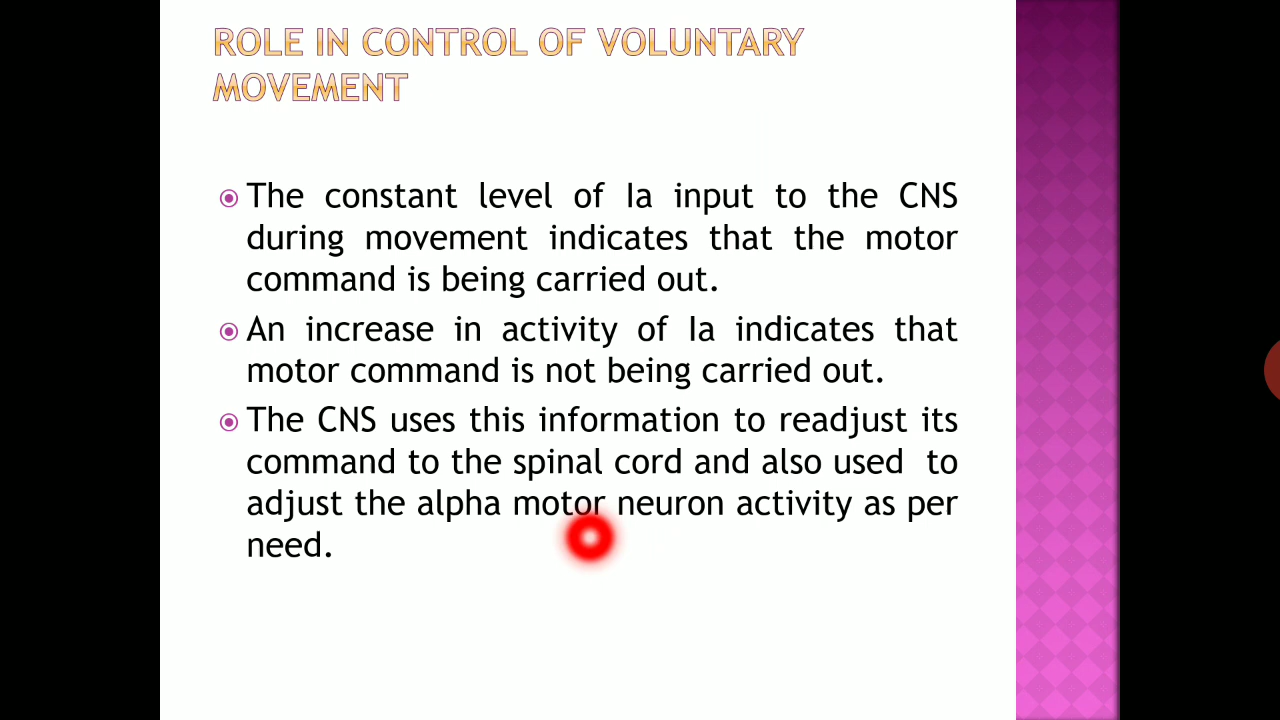 ROLE IN CONTROL OF VOLUNTARY
MOVEMENT
The constant level of Ia input to the CNS
during movement indicates that the motor
command is being carried out.
An increase in activity of Ia indicates that
motor command is not being carried out.
The CNS uses this information to readjust its
command to the spinal cord and also used to
adjust the alpha motor neuron activity as per
need.